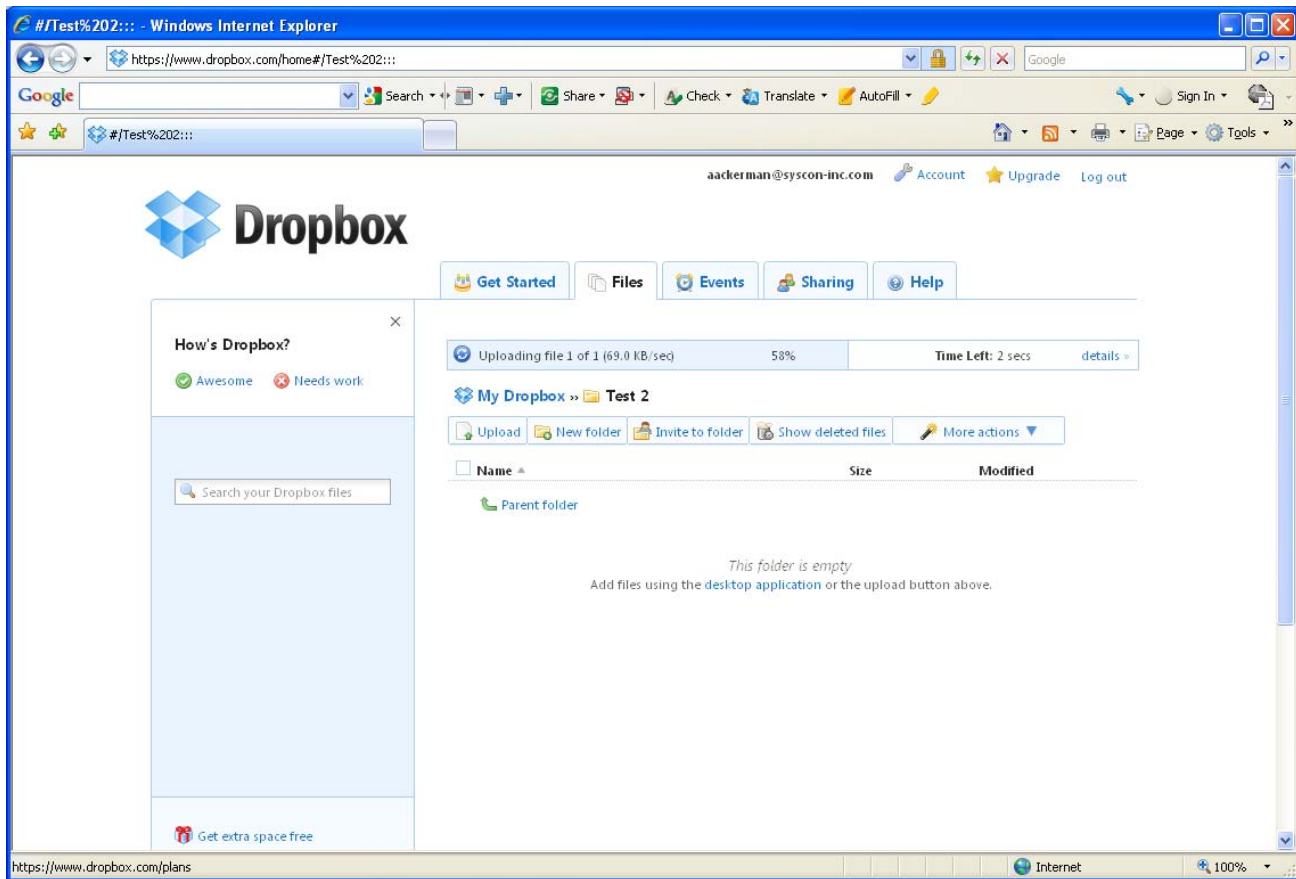 #/Test%202::: - Windows Internet Explorer
https://www.dropbox.com/home#/Test%202:::
Google
Google Search Share Check Translate AutoFill Sign In
#/Test%202::: Page Tools »
aackerman@syscon-inc.com Account Upgrade Log out
Dropbox
Get Started Files Events Sharing Help
How's Dropbox?
Awesome Needs work
Uploading file 1 of 1 (69.0 KB/sec) 58% Time Left: 2 secs details »
My Dropbox » Test 2
Upload New folder Invite to folder Show deleted files More actions
Name Size Modified
Search your Dropbox files
Parent folder
This folder is empty
Add files using the desktop application or the upload button above.
Get extra space free
https://www.dropbox.com/plans Internet 100%